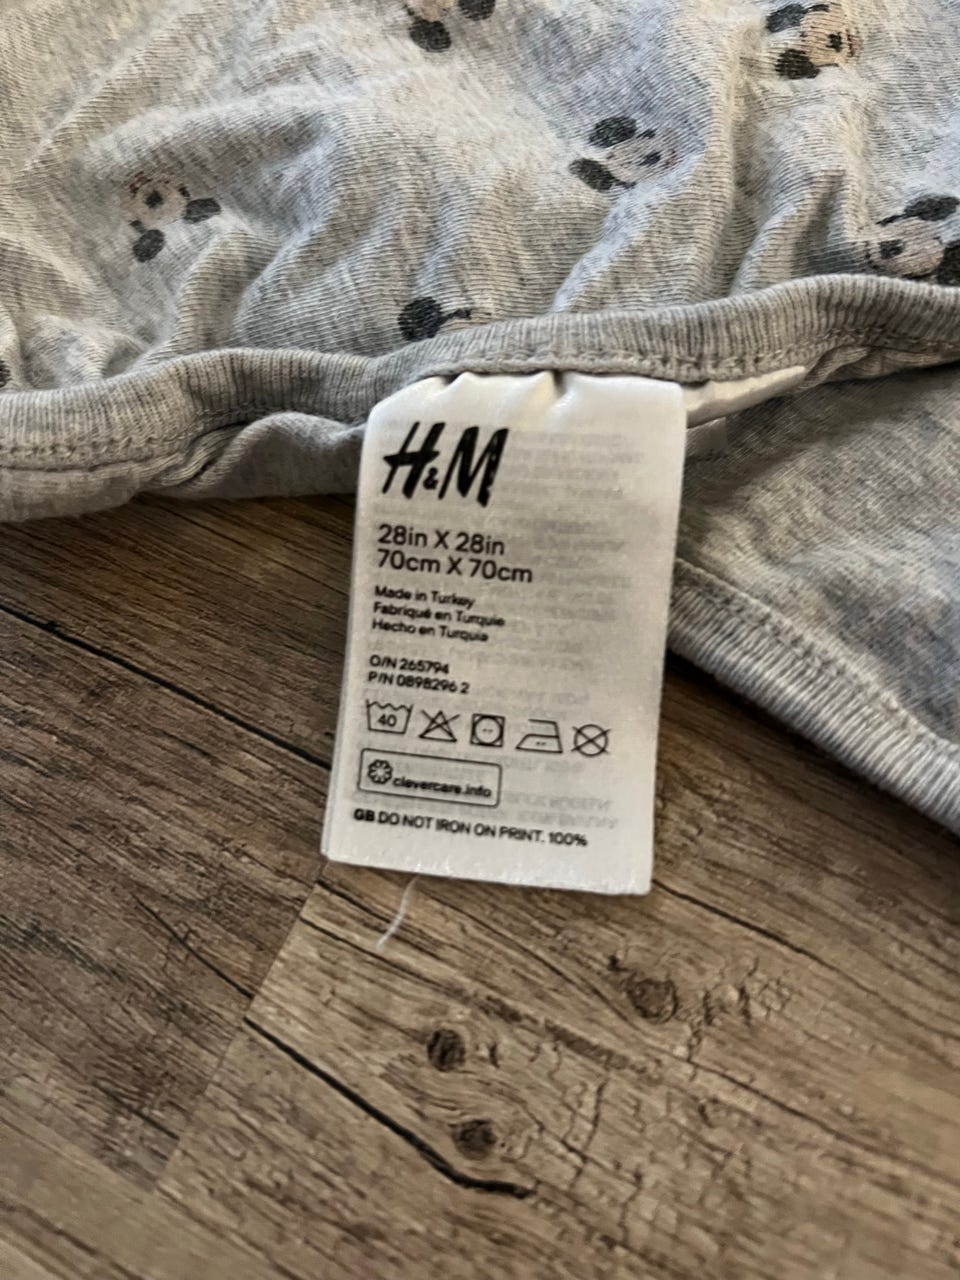 H&M
28in X 28in
70cm X 70cm
Made in Turkey
Fabriqué en Turquie
Hecho en Turquia
O/N 265794
P/N 0898296 2
40
clevercare.info
GB DO NOT IRON ON PRINT. 100%